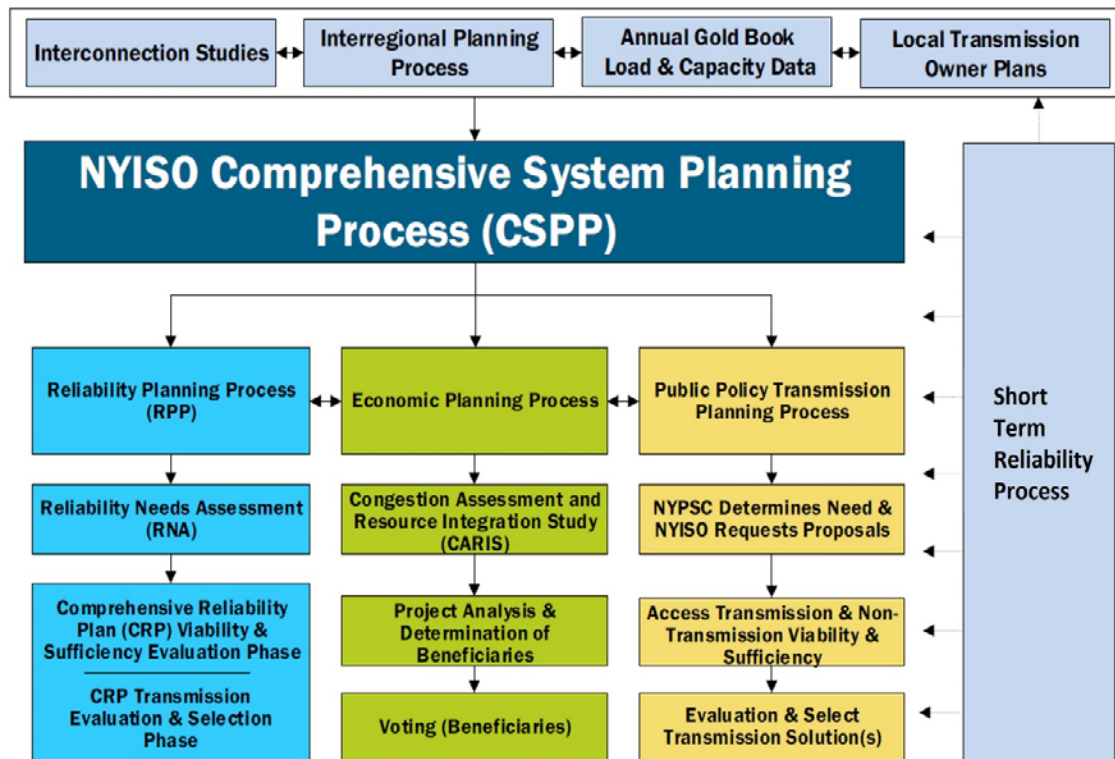 Interconnection Studies
Interregional Planning
Process
Annual Gold Book
Load & Capacity Data
Local Transmission
Owner Plans
NYISO Comprehensive System Planning
Process (CSPP)
Reliability Planning Process
(RPP)
Economic Planning Process
Public Policy Transmission
Planning Process
Short
Term
Reliability
Process
Reliability Needs Assessment
(RNA)
Congestion Assessment and
Resource Integration Study
(CARIS)
NYPSC Determines Need &
NYISO Requests Proposals
Comprehensive Reliability
Plan (CRP) Viability &
Sufficiency Evaluation Phase
CRP Transmission
Evaluation & Selection
Phase
Project Analysis &
Determination of
Beneficiaries
Access Transmission & Non-
Transmission Viability &
Sufficiency
Voting (Beneficiaries)
Evaluation & Select
Transmission Solution(s)